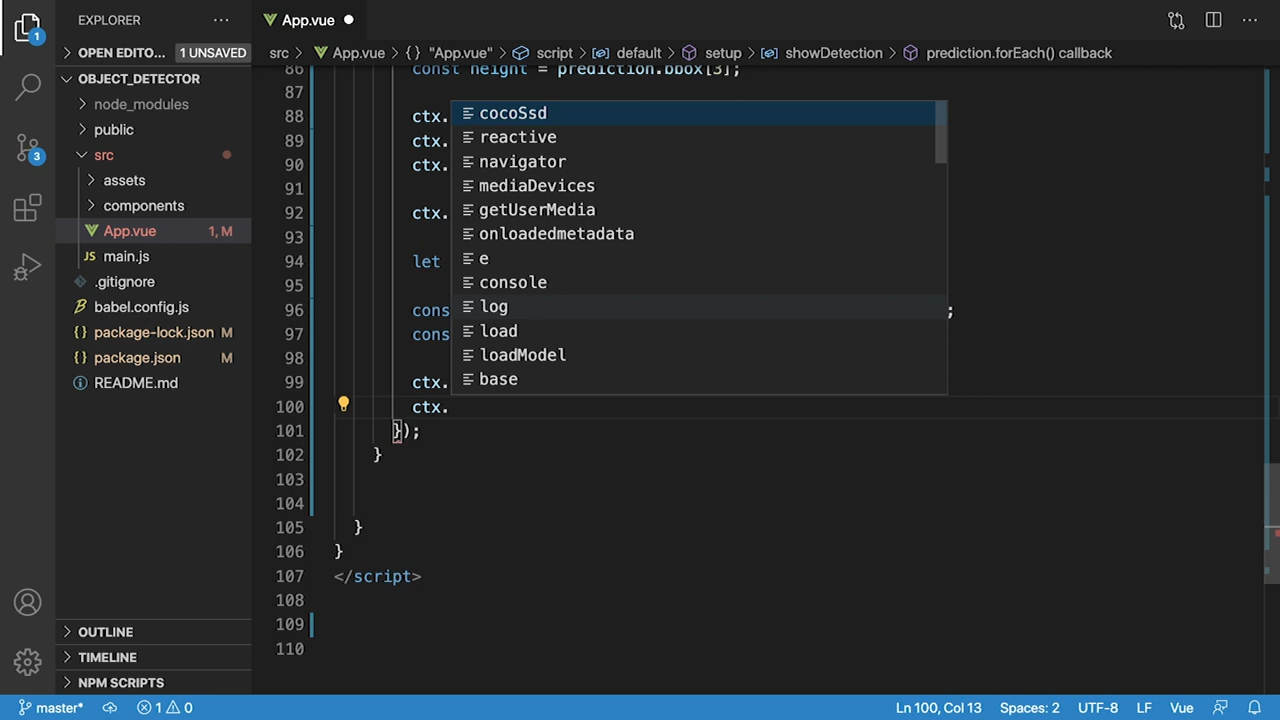 EXPLORER
App.vue
OPEN EDITO... 1 UNSAVED
src > App.vue > {} "App.vue" > script > default > setup > showDetection > prediction.forEach() callback
OBJECT_DETECTOR
node_modules
public
src
assets
components
App.vue 1, M
main.js
.gitignore
babel.config.js
package-lock.json M
package.json M
README.md
OUTLINE
TIMELINE
NPM SCRIPTS
1
3
86 const height = prediction.bbox[3];
87
88 ctx.
89 ctx.
90 ctx.
91
92 ctx.
93
94 let
95
96 cons ;
97 cons
98
99 ctx.
100 ctx.
101 });
102 }
103
104
105 }
106 }
107 </script>
108
109
110
cocoSsd
reactive
navigator
mediaDevices
getUserMedia
onloadedmetadata
e
console
log
load
loadModel
base
master* 1 0 Ln 100, Col 13 Spaces: 2 UTF-8 LF Vue